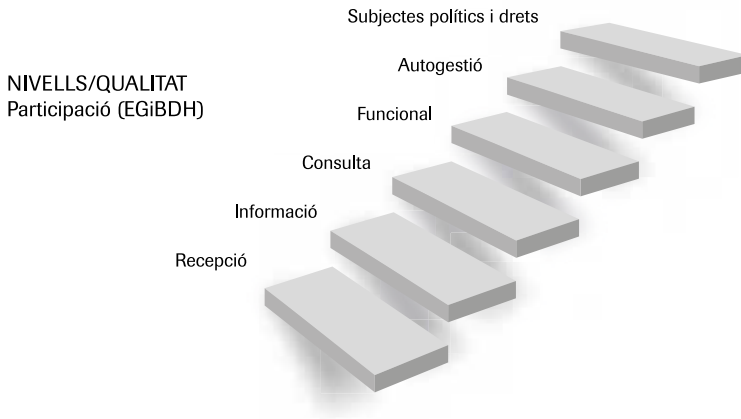 Subjectes polítics i drets
Autogestió
NIVELLS/QUALITAT
Participació (EGiBDH)
Funcional
Consulta
Informació
Recepció